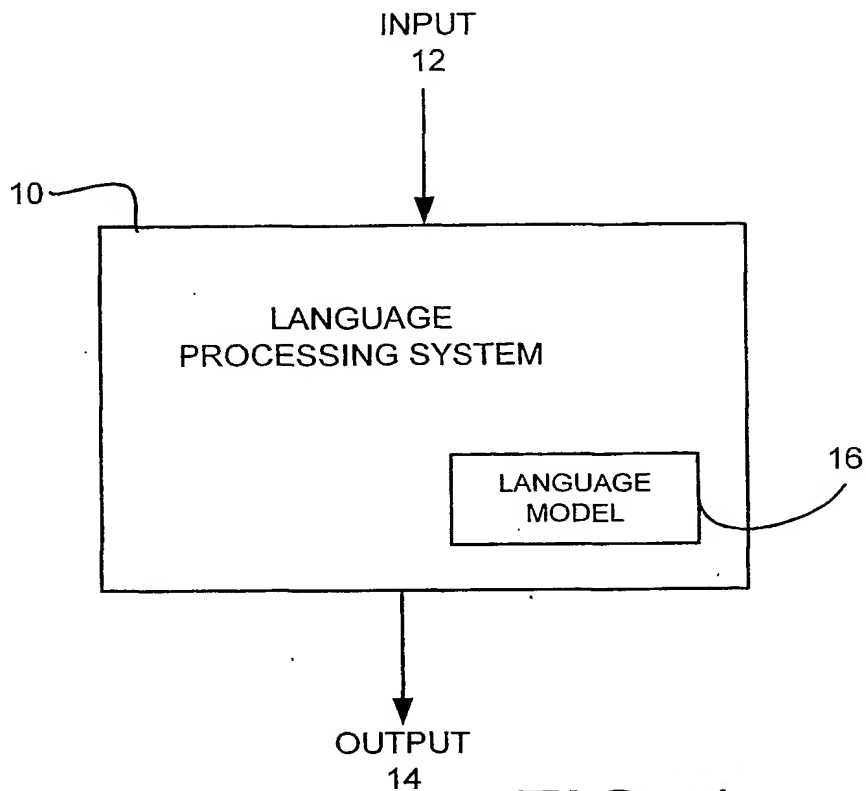 INPUT
12
10
LANGUAGE
PROCESSING SYSTEM
16
LANGUAGE
MODEL
OUTPUT
14